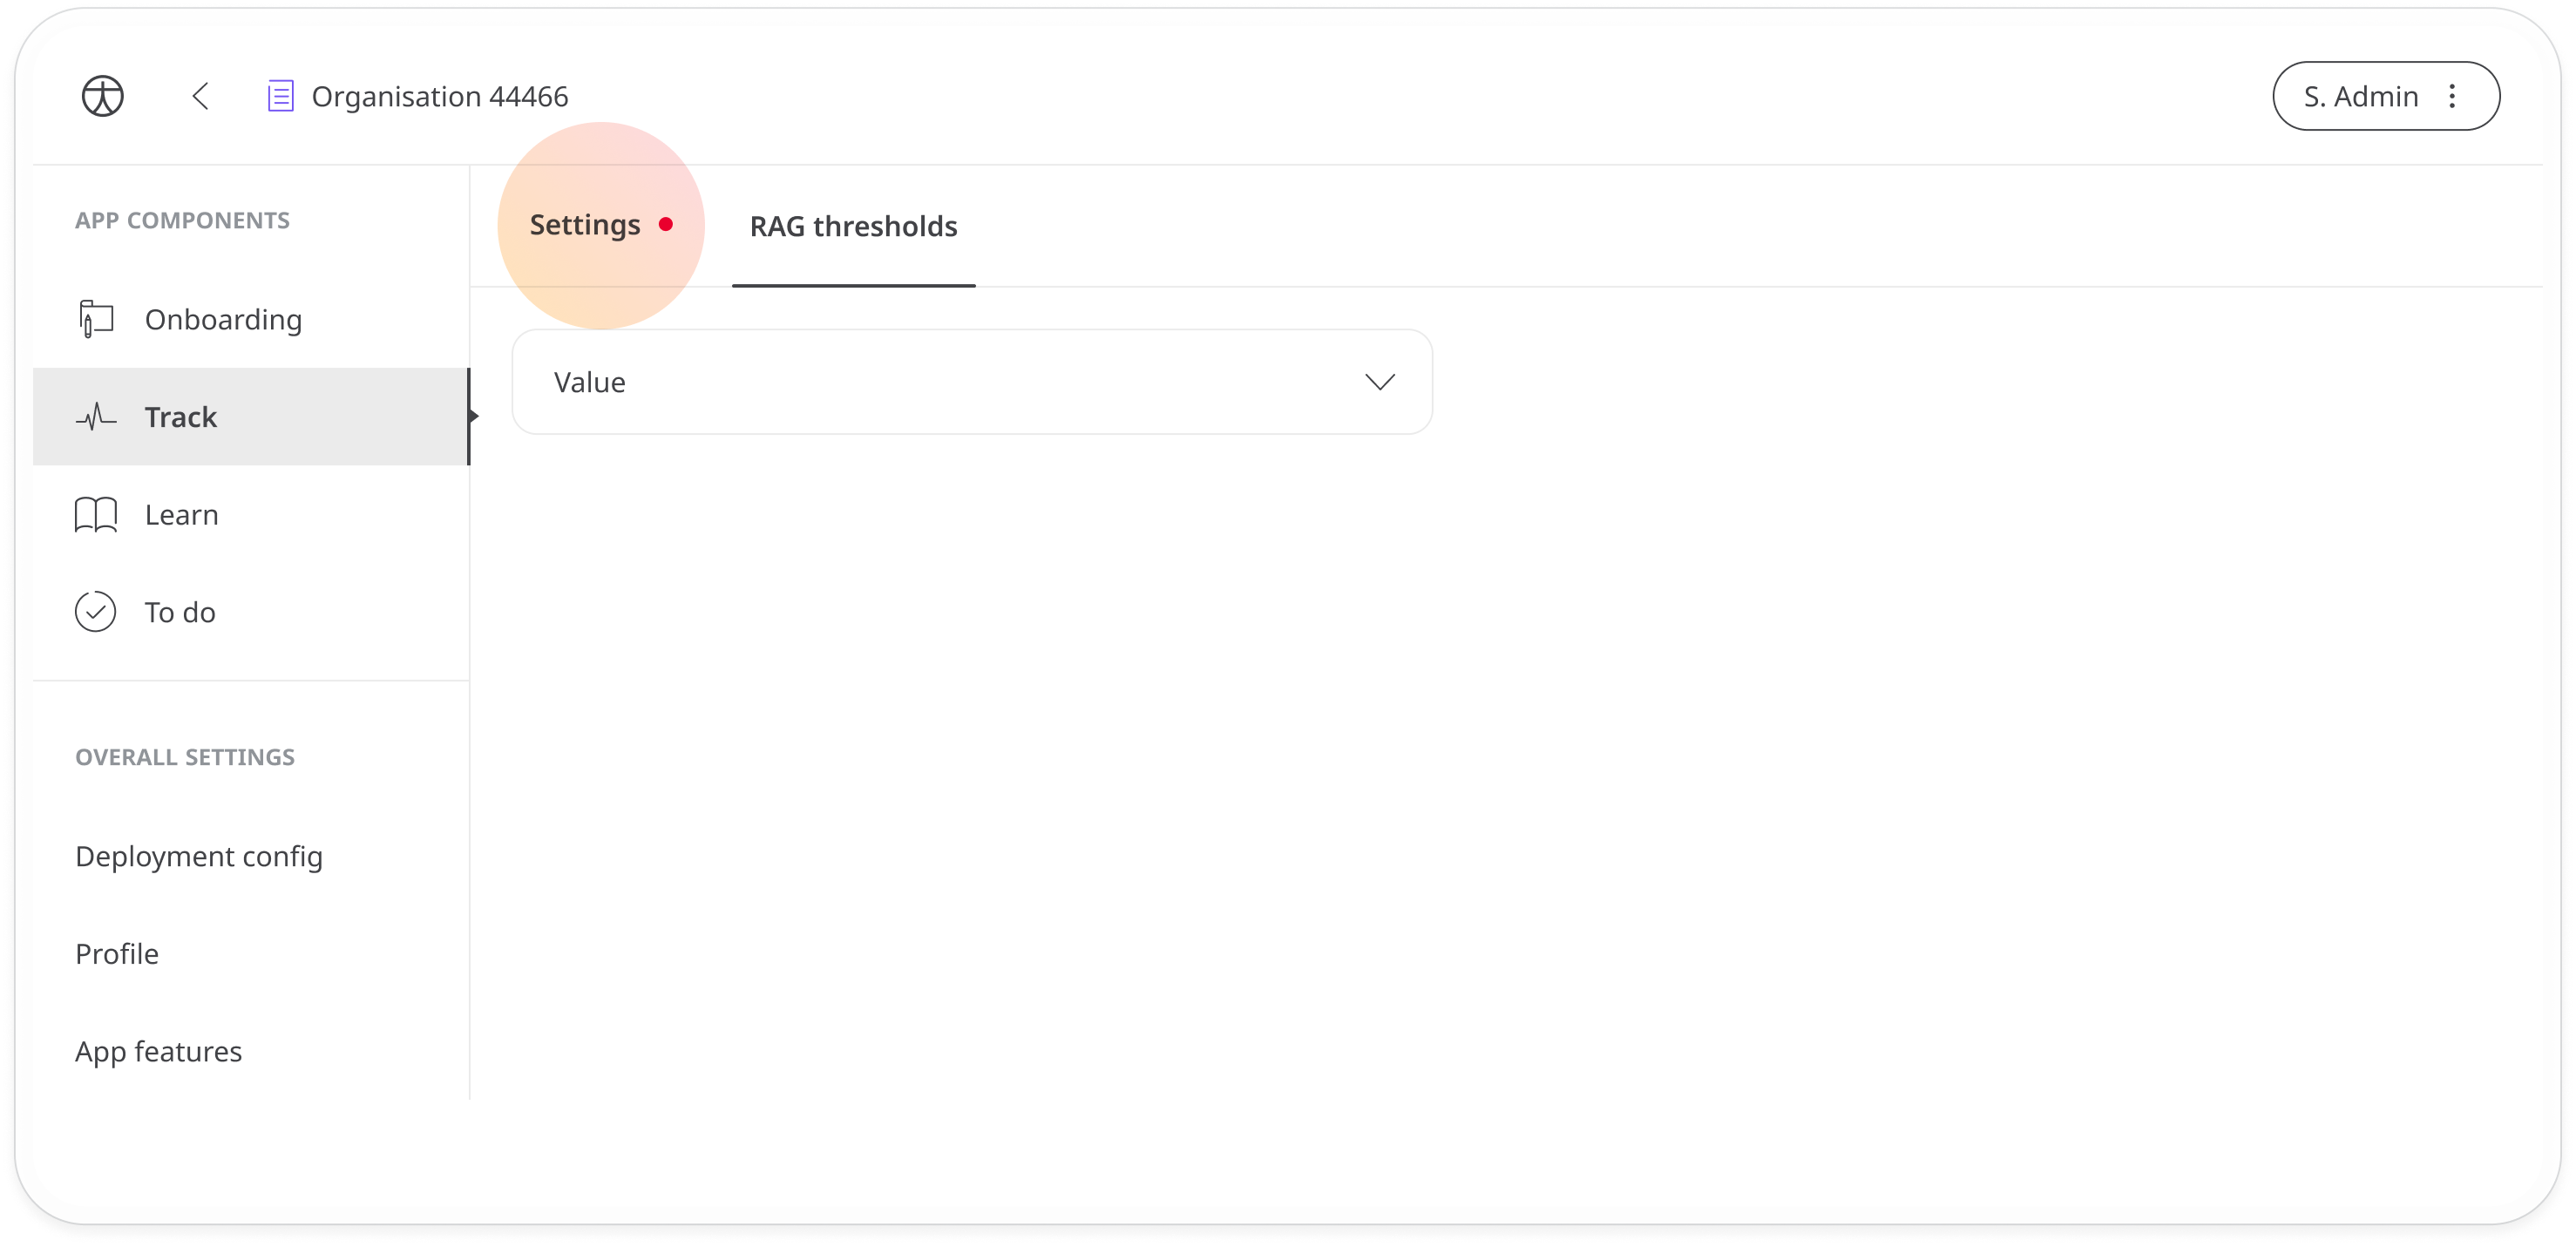 Organisation 44466
S. Admin
APP COMPONENTS
Settings
RAG thresholds
Onboarding
Value
Track
Learn
To do
OVERALL SETTINGS
Deployment config
Profile
App features